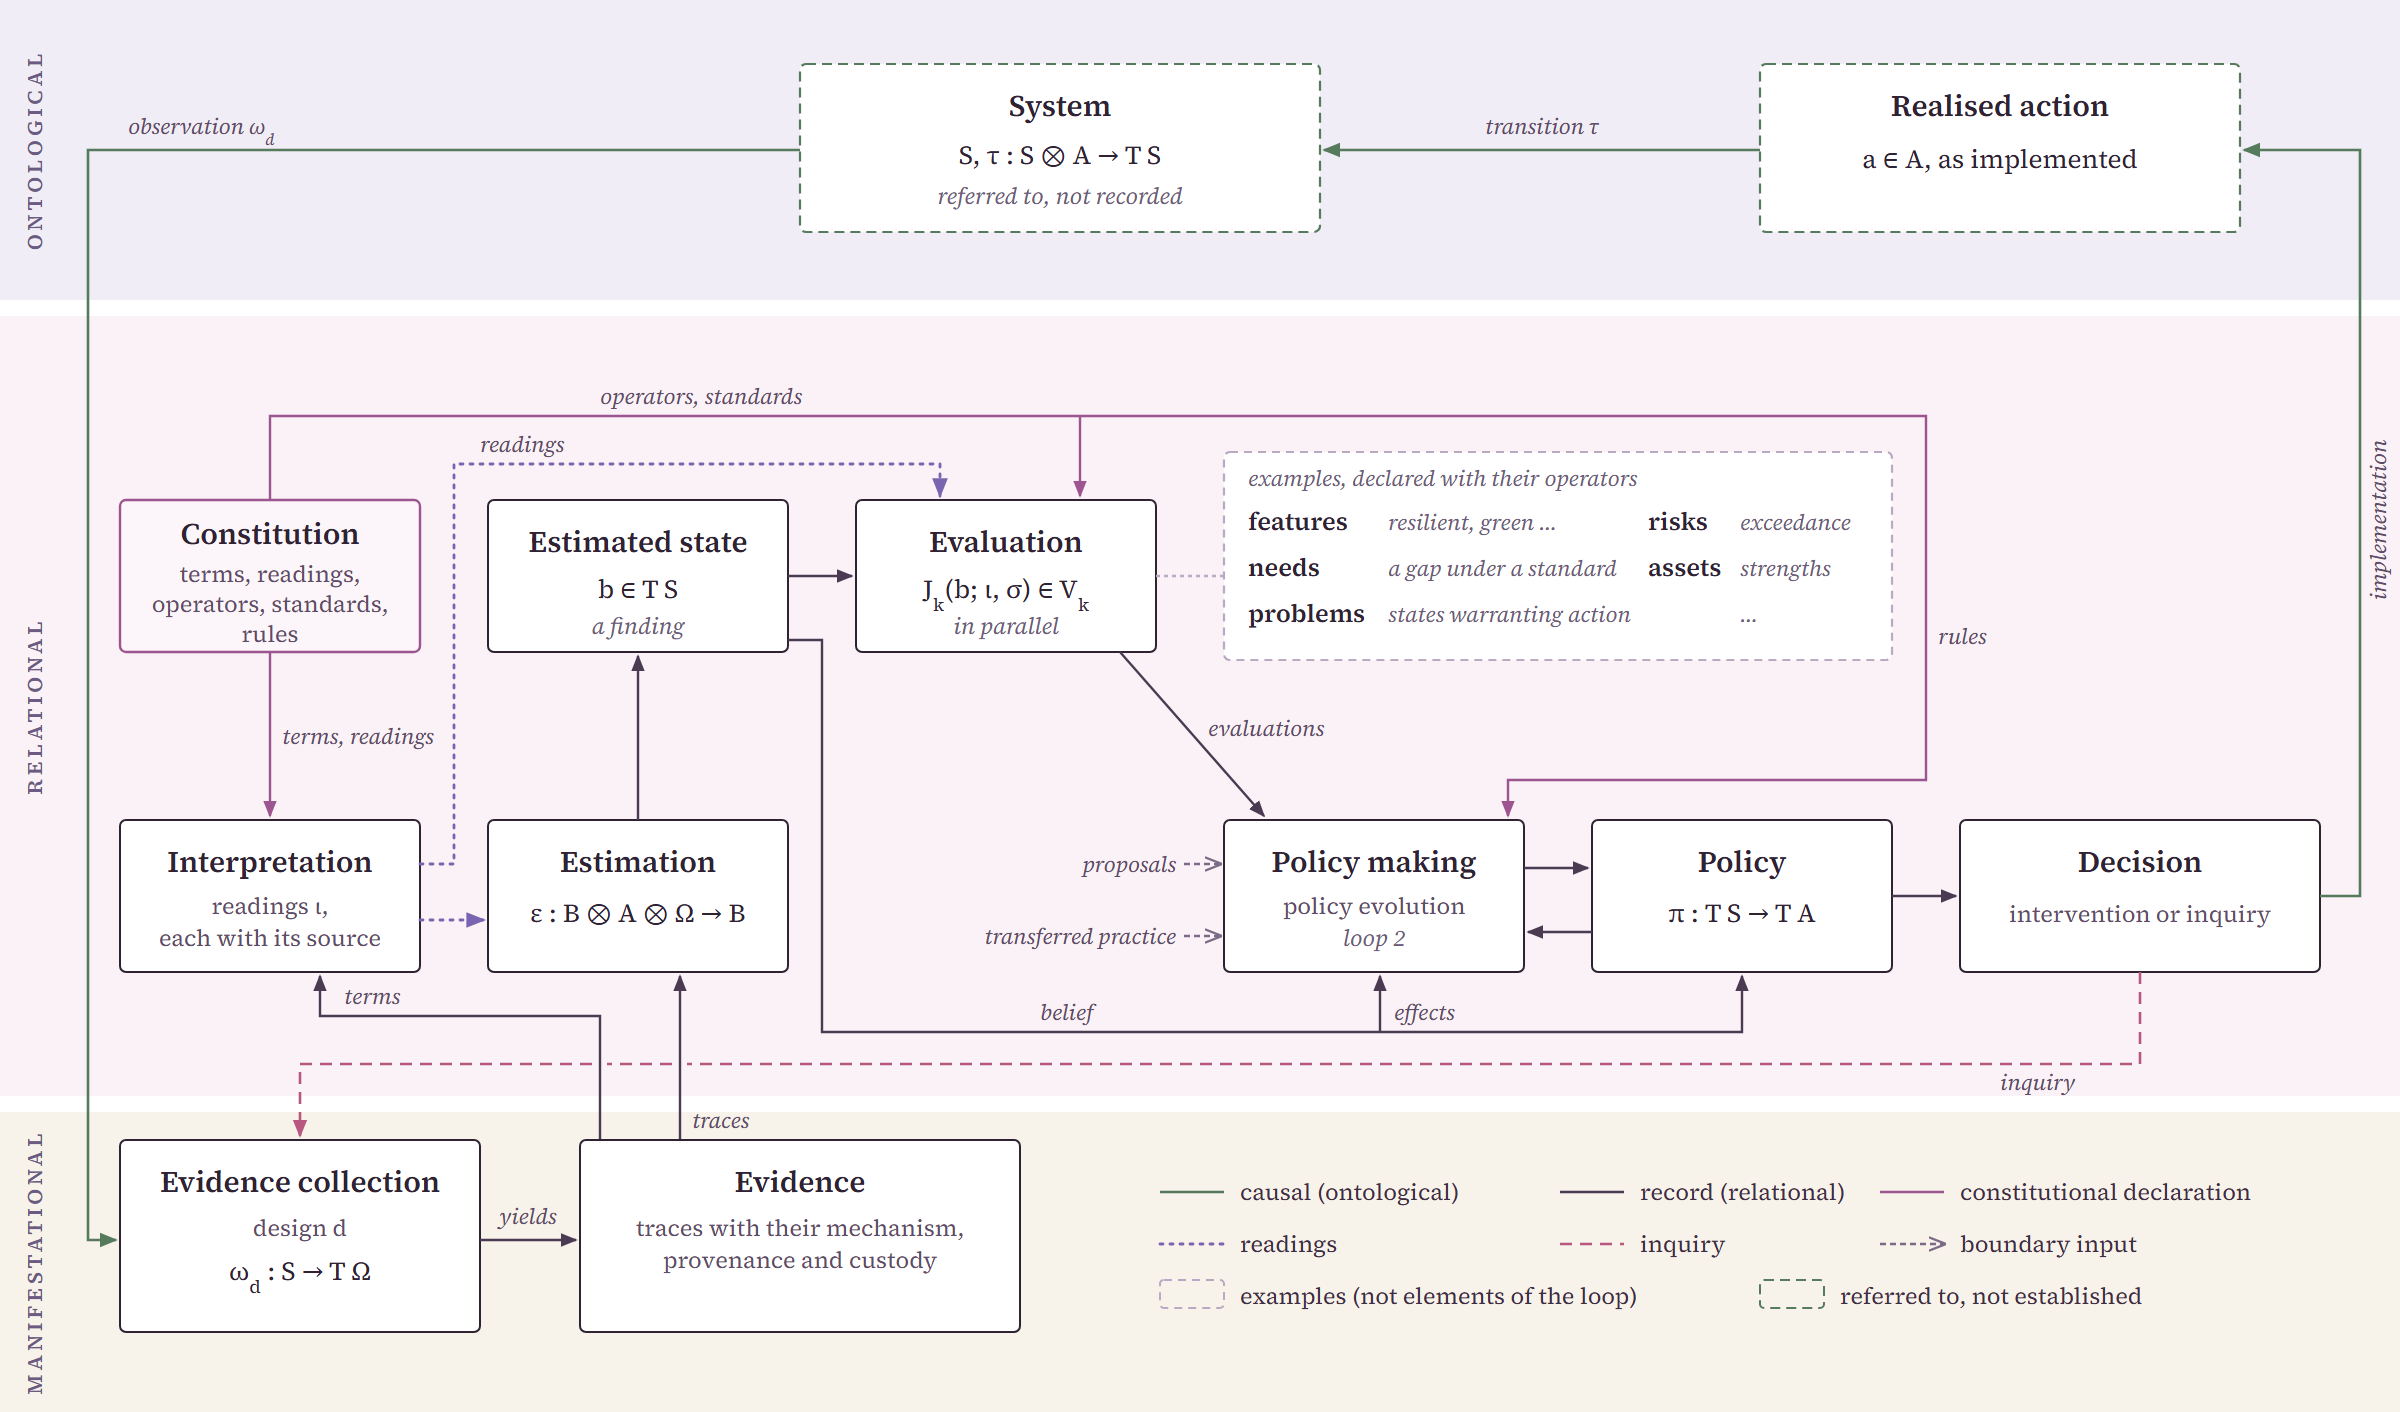 ONTOLOGICAL
observation ω_d
System
S, τ : S ⊗ A → T S
referred to, not recorded
transition τ
Realised action
a ∈ A, as implemented
RELATIONAL
operators, standards
readings
Constitution
terms, readings,
operators, standards,
rules
Estimated state
b ∈ T S
a finding
Evaluation
J_k(b; ι, σ) ∈ V_k
in parallel
examples, declared with their operators
features resilient, green ... risks exceedance
needs a gap under a standard assets strengths
problems states warranting action ...
rules
implementation
terms, readings
evaluations
Interpretation
readings ι,
each with its source
Estimation
ε : B ⊗ A ⊗ Ω → B
proposals
transferred practice
Policy making
policy evolution
loop 2
Policy
π : T S → T A
Decision
intervention or inquiry
terms
belief
effects
inquiry
traces
MANIFESTATIONAL
Evidence collection
design d
ω_d : S → T Ω
yields
Evidence
traces with their mechanism,
provenance and custody
causal (ontological)
record (relational)
constitutional declaration
readings
inquiry
boundary input
examples (not elements of the loop)
referred to, not established